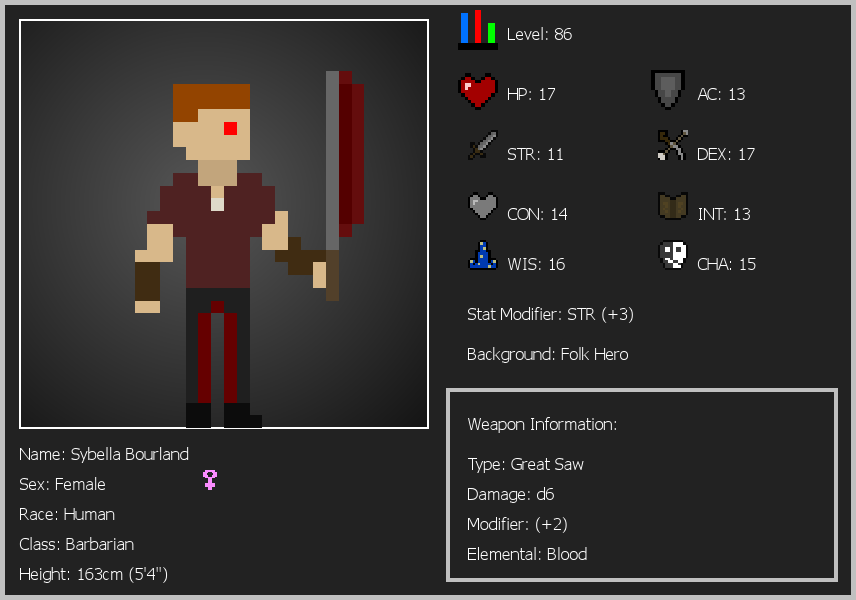 Level: 86
HP: 17
AC: 13
STR: 11
DEX: 17
CON: 14
INT: 13
WIS: 16
CHA: 15
Stat Modifier: STR (+3)
Background: Folk Hero
Weapon Information:
Type: Great Saw
Damage: d6
Modifier: (+2)
Elemental: Blood
Name: Sybella Bourland
Sex: Female
Race: Human
Class: Barbarian
Height: 163cm (5'4")